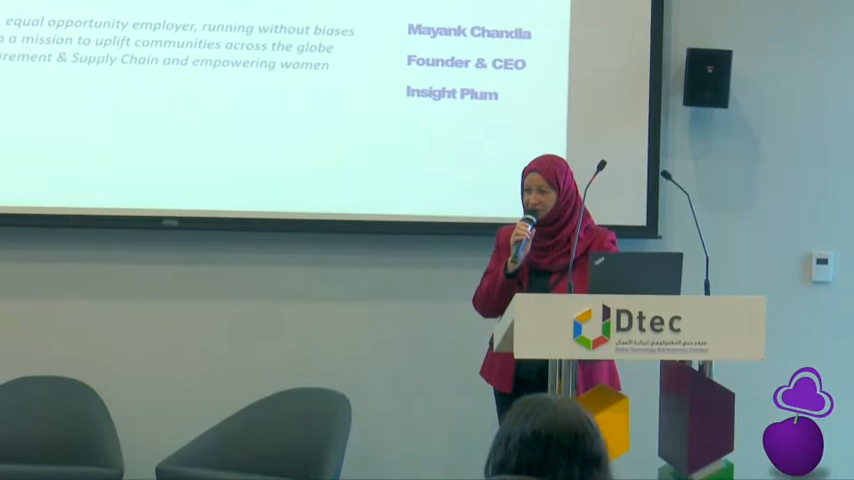 equal opportunity employer, running without biases
a mission to uplift communities across the globe
rement & Supply Chain and empowering women
Mayank Chandla
Founder & CEO
Insight Plum
Dtec